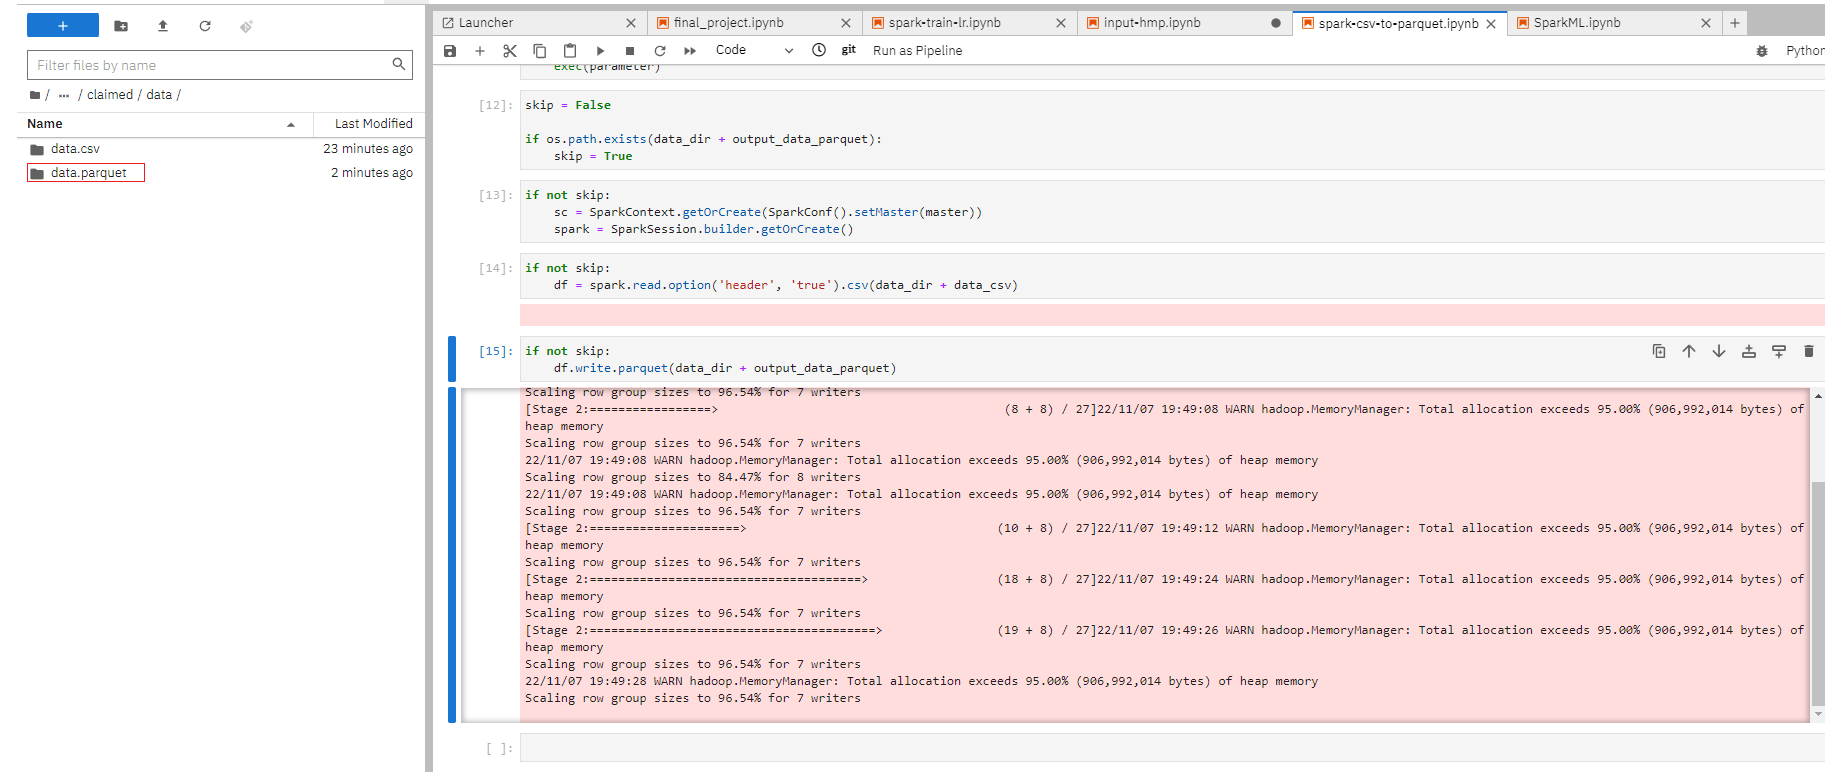 +
Filter files by name
/ ... / claimed / data /
Name Last Modified
data.csv 23 minutes ago
data.parquet 2 minutes ago
Launcher
final_project.ipynb
spark-train-lr.ipynb
input-hmp.ipynb
spark-csv-to-parquet.ipynb
SparkML.ipynb
+
Code git Run as Pipeline Python
exec(parameter)
[12]: skip = False
if os.path.exists(data_dir + output_data_parquet):
skip = True
[13]: if not skip:
sc = SparkContext.getOrCreate(SparkConf().setMaster(master))
spark = SparkSession.builder.getOrCreate()
[14]: if not skip:
df = spark.read.option('header', 'true').csv(data_dir + data_csv)
[15]: if not skip:
df.write.parquet(data_dir + output_data_parquet)
Scaling row group sizes to 96.54% for 7 writers
[Stage 2:=================> (8 + 8) / 27]22/11/07 19:49:08 WARN hadoop.MemoryManager: Total allocation exceeds 95.00% (906,992,014 bytes) of
heap memory
Scaling row group sizes to 96.54% for 7 writers
22/11/07 19:49:08 WARN hadoop.MemoryManager: Total allocation exceeds 95.00% (906,992,014 bytes) of heap memory
Scaling row group sizes to 84.47% for 8 writers
22/11/07 19:49:08 WARN hadoop.MemoryManager: Total allocation exceeds 95.00% (906,992,014 bytes) of heap memory
Scaling row group sizes to 96.54% for 7 writers
[Stage 2:=====================> (10 + 8) / 27]22/11/07 19:49:12 WARN hadoop.MemoryManager: Total allocation exceeds 95.00% (906,992,014 bytes) of
heap memory
Scaling row group sizes to 96.54% for 7 writers
[Stage 2:======================================> (18 + 8) / 27]22/11/07 19:49:24 WARN hadoop.MemoryManager: Total allocation exceeds 95.00% (906,992,014 bytes) of
heap memory
Scaling row group sizes to 96.54% for 7 writers
[Stage 2:========================================> (19 + 8) / 27]22/11/07 19:49:26 WARN hadoop.MemoryManager: Total allocation exceeds 95.00% (906,992,014 bytes) of
heap memory
Scaling row group sizes to 96.54% for 7 writers
22/11/07 19:49:28 WARN hadoop.MemoryManager: Total allocation exceeds 95.00% (906,992,014 bytes) of heap memory
Scaling row group sizes to 96.54% for 7 writers
[ ]: